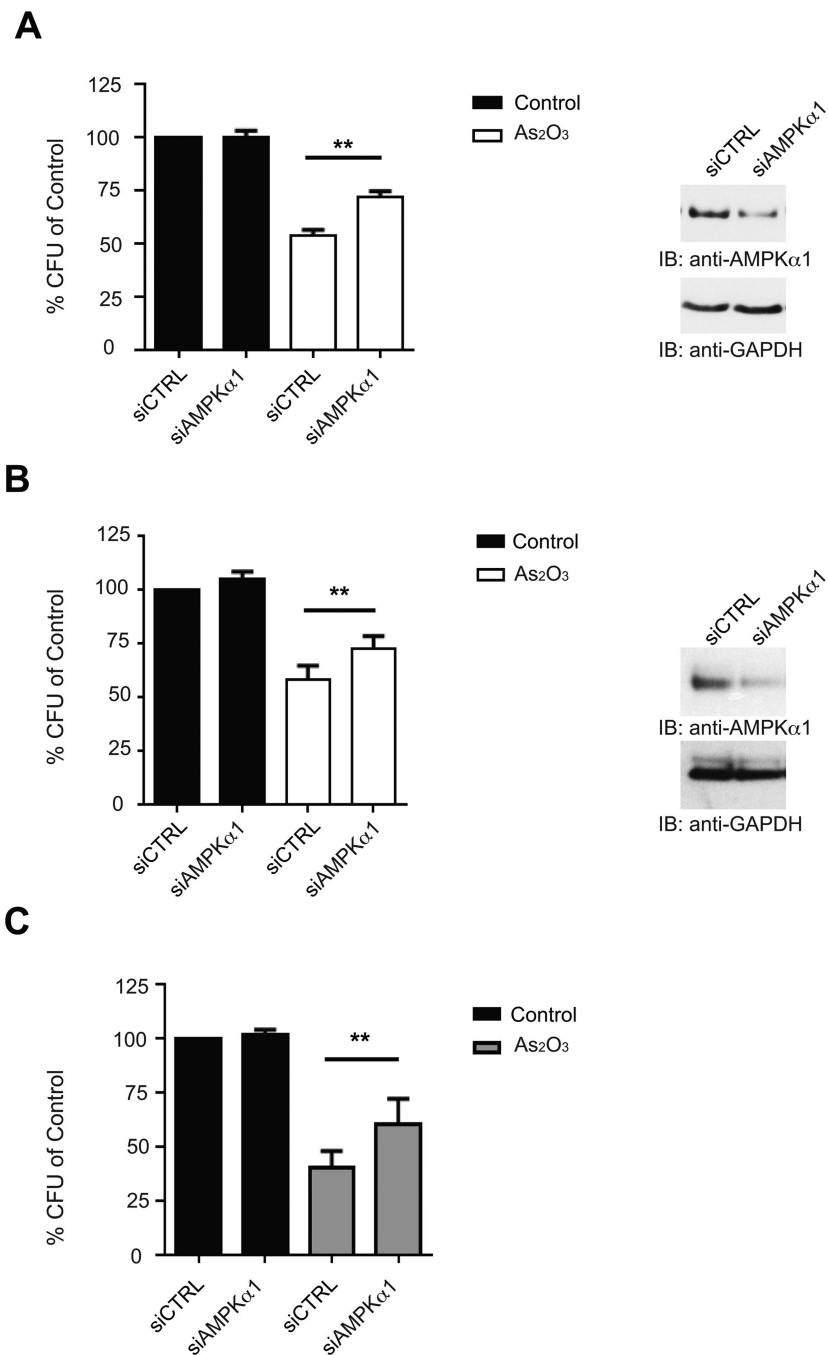 A
125
100
75
50
25
0
% CFU of Control
**
siCTRL
siAMPKα1
siCTRL
siAMPKα1
Control
As₂O₃
siCTRL
siAMPKα1
IB: anti-AMPKα1
IB: anti-GAPDH
B
125
100
75
50
25
0
% CFU of Control
**
siCTRL
siAMPKα1
siCTRL
siAMPKα1
Control
As₂O₃
siCTRL
siAMPKα1
IB: anti-AMPKα1
IB: anti-GAPDH
C
125
100
75
50
25
0
% CFU of Control
**
siCTRL
siAMPKα1
siCTRL
siAMPKα1
Control
As₂O₃